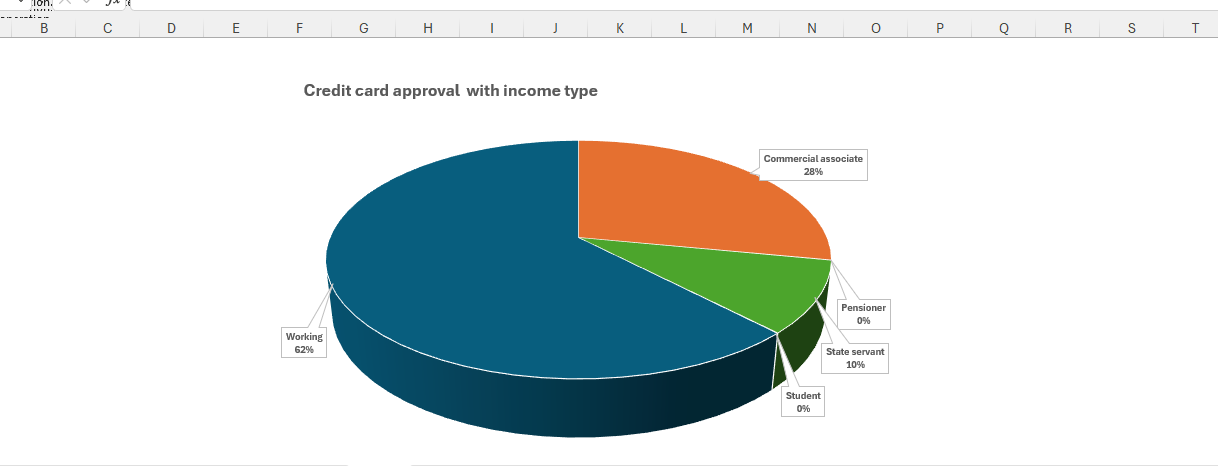 B C D E F G H I J K L M N O P Q R S T
Credit card approval  with income type
Commercial associate
28%
Pensioner
0%
Working
62%
State servant
10%
Student
0%